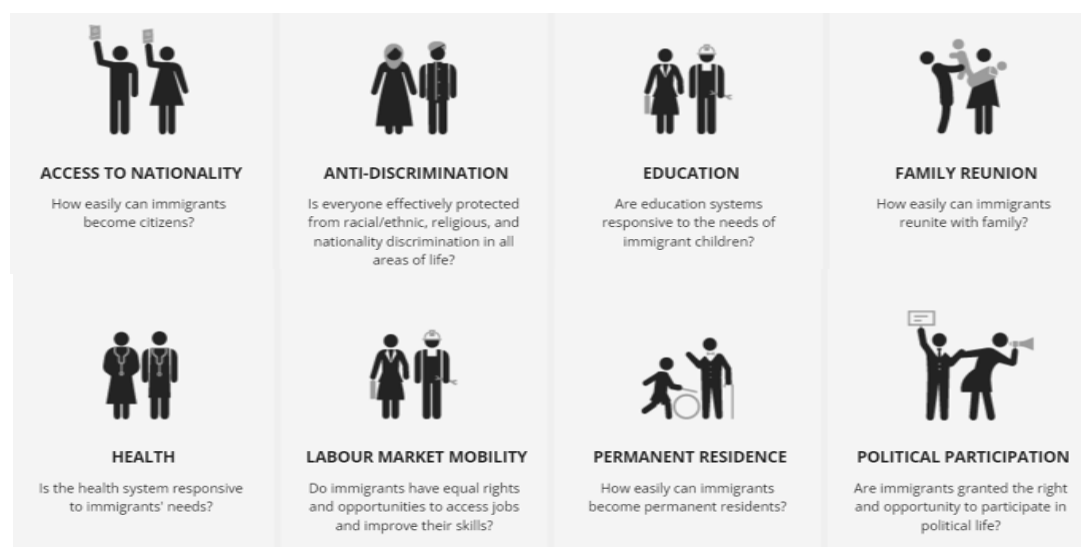 ACCESS TO NATIONALITY
How easily can immigrants
become citizens?
ANTI-DISCRIMINATION
Is everyone effectively protected
from racial/ethnic, religious, and
nationality discrimination in all
areas of life?
EDUCATION
Are education systems
responsive to the needs of
immigrant children?
FAMILY REUNION
How easily can immigrants
reunite with family?
HEALTH
Is the health system responsive
to immigrants' needs?
LABOUR MARKET MOBILITY
Do immigrants have equal rights
and opportunities to access jobs
and improve their skills?
PERMANENT RESIDENCE
How easily can immigrants
become permanent residents?
POLITICAL PARTICIPATION
Are immigrants granted the right
and opportunity to participate in
political life?